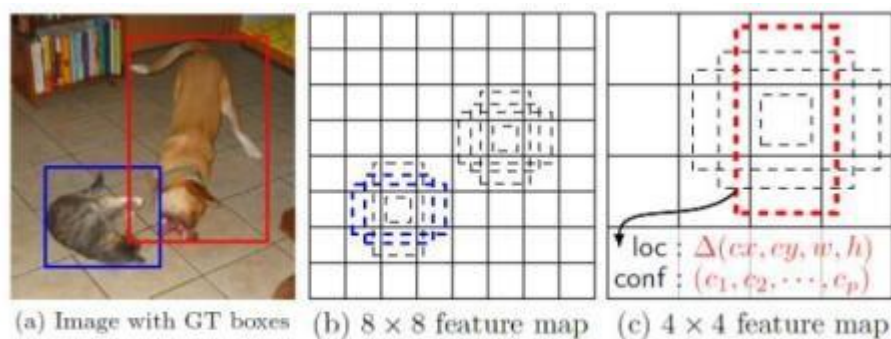 loc : Δ(cx, cy, w, h)
conf : (c₁, c₂, ⋯, cₚ)
(a) Image with GT boxes
(b) 8 × 8 feature map
(c) 4 × 4 feature map